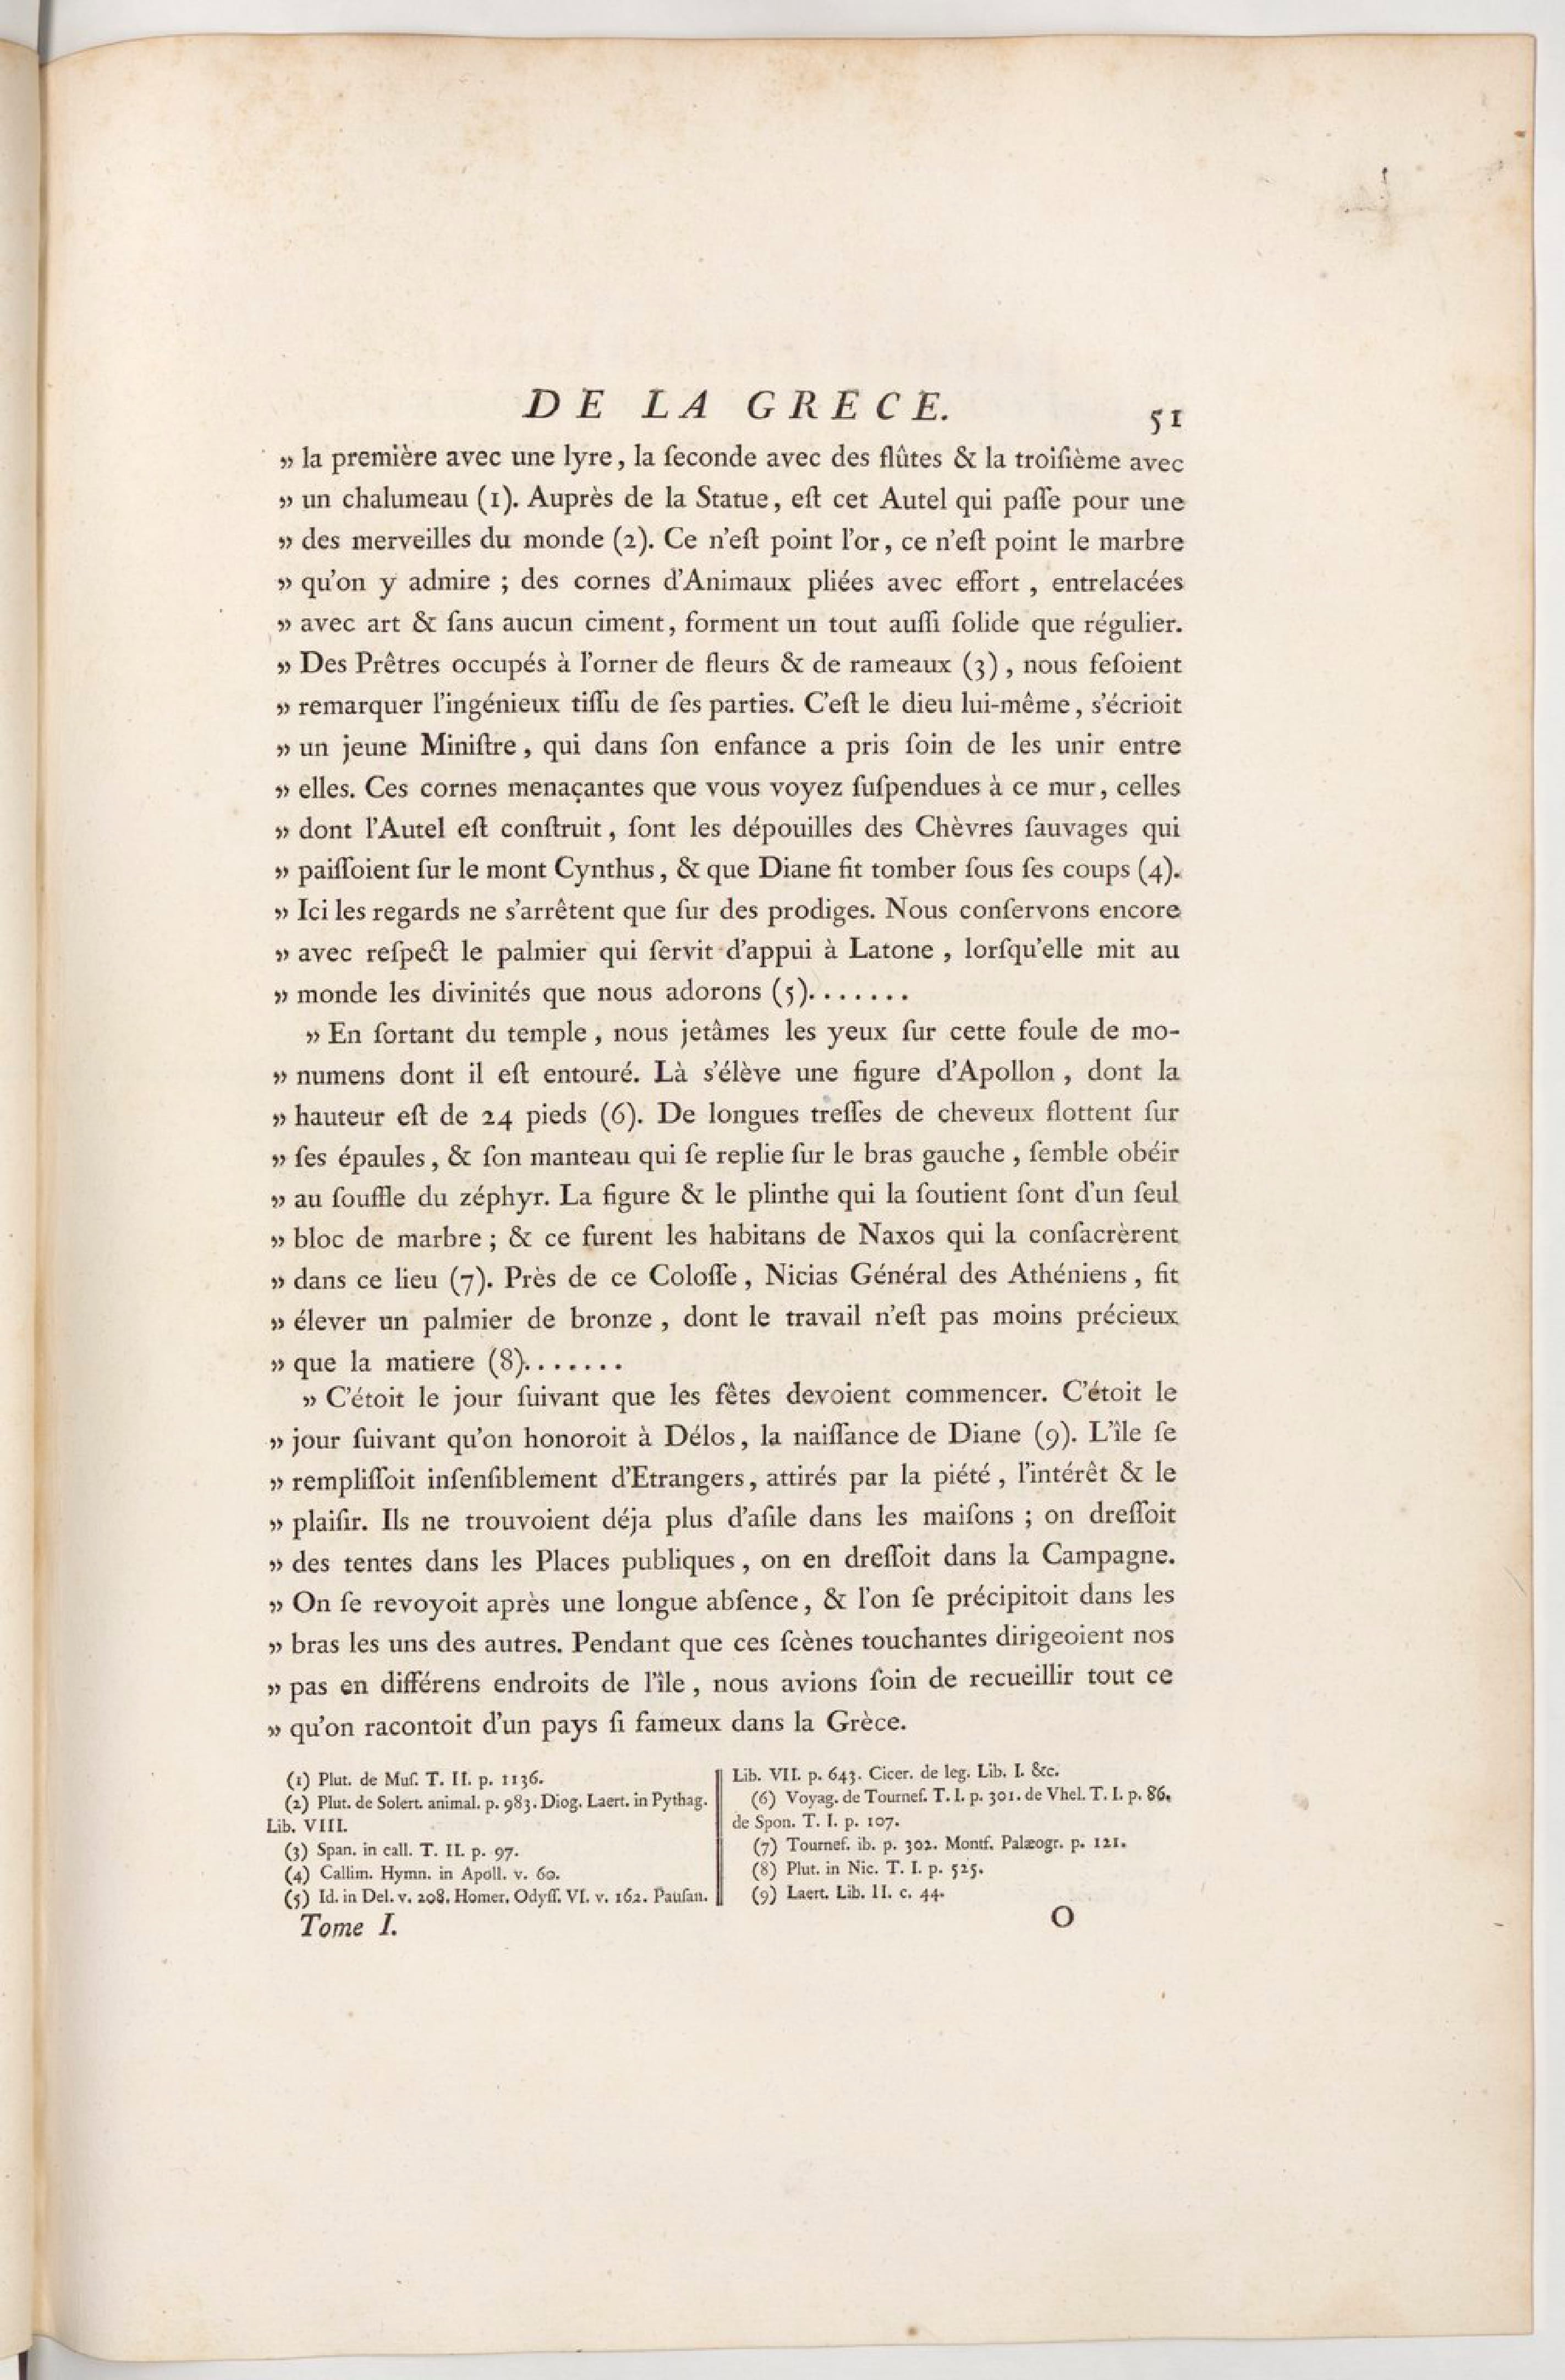 DE LA GRECE.
51
» la première avec une lyre, la ſeconde avec des flûtes & la troiſième avec
» un chalumeau (1). Auprès de la Statue, eſt cet Autel qui paſſe pour une
» des merveilles du monde (2). Ce n'eſt point l'or, ce n'eſt point le marbre
» qu'on y admire ; des cornes d'Animaux pliées avec effort, entrelacées
» avec art & ſans aucun ciment, forment un tout auſſi ſolide que régulier.
» Des Prêtres occupés à l'orner de fleurs & de rameaux (3), nous feſoient
» remarquer l'ingénieux tiſſu de ſes parties. C'eſt le dieu lui-même, s'écrioit
» un jeune Miniſtre, qui dans ſon enfance a pris ſoin de les unir entre
» elles. Ces cornes menaçantes que vous voyez ſuſpendues à ce mur, celles
» dont l'Autel eſt conſtruit, ſont les dépouilles des Chèvres ſauvages qui
» paiſſoient ſur le mont Cynthus, & que Diane fit tomber ſous ſes coups (4).
» Ici les regards ne s'arrêtent que ſur des prodiges. Nous conſervons encore
» avec reſpect le palmier qui ſervit d'appui à Latone, lorſqu'elle mit au
» monde les divinités que nous adorons (5).......
» En ſortant du temple, nous jetâmes les yeux ſur cette foule de mo-
» numens dont il eſt entouré. Là s'élève une figure d'Apollon, dont la
» hauteur eſt de 24 pieds (6). De longues treſſes de cheveux flottent ſur
» ſes épaules, & ſon manteau qui ſe replie ſur le bras gauche, ſemble obéir
» au ſouffle du zéphyr. La figure & le plinthe qui la ſoutient ſont d'un ſeul
» bloc de marbre ; & ce furent les habitans de Naxos qui la conſacrèrent
» dans ce lieu (7). Près de ce Coloſſe, Nicias Général des Athéniens, fit
» élever un palmier de bronze, dont le travail n'eſt pas moins précieux
» que la matiere (8).......
» C'étoit le jour ſuivant que les fêtes devoient commencer. C'étoit le
» jour ſuivant qu'on honoroit à Délos, la naiſſance de Diane (9). L'île ſe
» rempliſſoit inſenſiblement d'Etrangers, attirés par la piété, l'intérêt & le
» plaiſir. Ils ne trouvoient déja plus d'aſile dans les maiſons ; on dreſſoit
» des tentes dans les Places publiques, on en dreſſoit dans la Campagne.
» On ſe revoyoit après une longue abſence, & l'on ſe précipitoit dans les
» bras les uns des autres. Pendant que ces ſcènes touchantes dirigeoient nos
» pas en différens endroits de l'île, nous avions ſoin de recueillir tout ce
» qu'on racontoit d'un pays ſi fameux dans la Grèce.
(1) Plut. de Muſ. T. II. p. 1136.
(2) Plut. de Solert. animal. p. 983. Diog. Laert. in Pythag.
Lib. VIII.
(3) Span. in call. T. II. p. 97.
(4) Callim. Hymn. in Apoll. v. 60.
(5) Id. in Del. v. 208. Homer. Odyſſ. VI. v. 162. Pauſan.
Lib. VII. p. 643. Cicer. de leg. Lib. I. &c.
(6) Voyag. de Tournef. T. I. p. 301. de Vhel. T. I. p. 86.
de Spon. T. I. p. 107.
(7) Tournef. ib. p. 302. Montf. Palæogr. p. 121.
(8) Plut. in Nic. T. I. p. 525.
(9) Laert. Lib. II. c. 44.
Tome I.
O